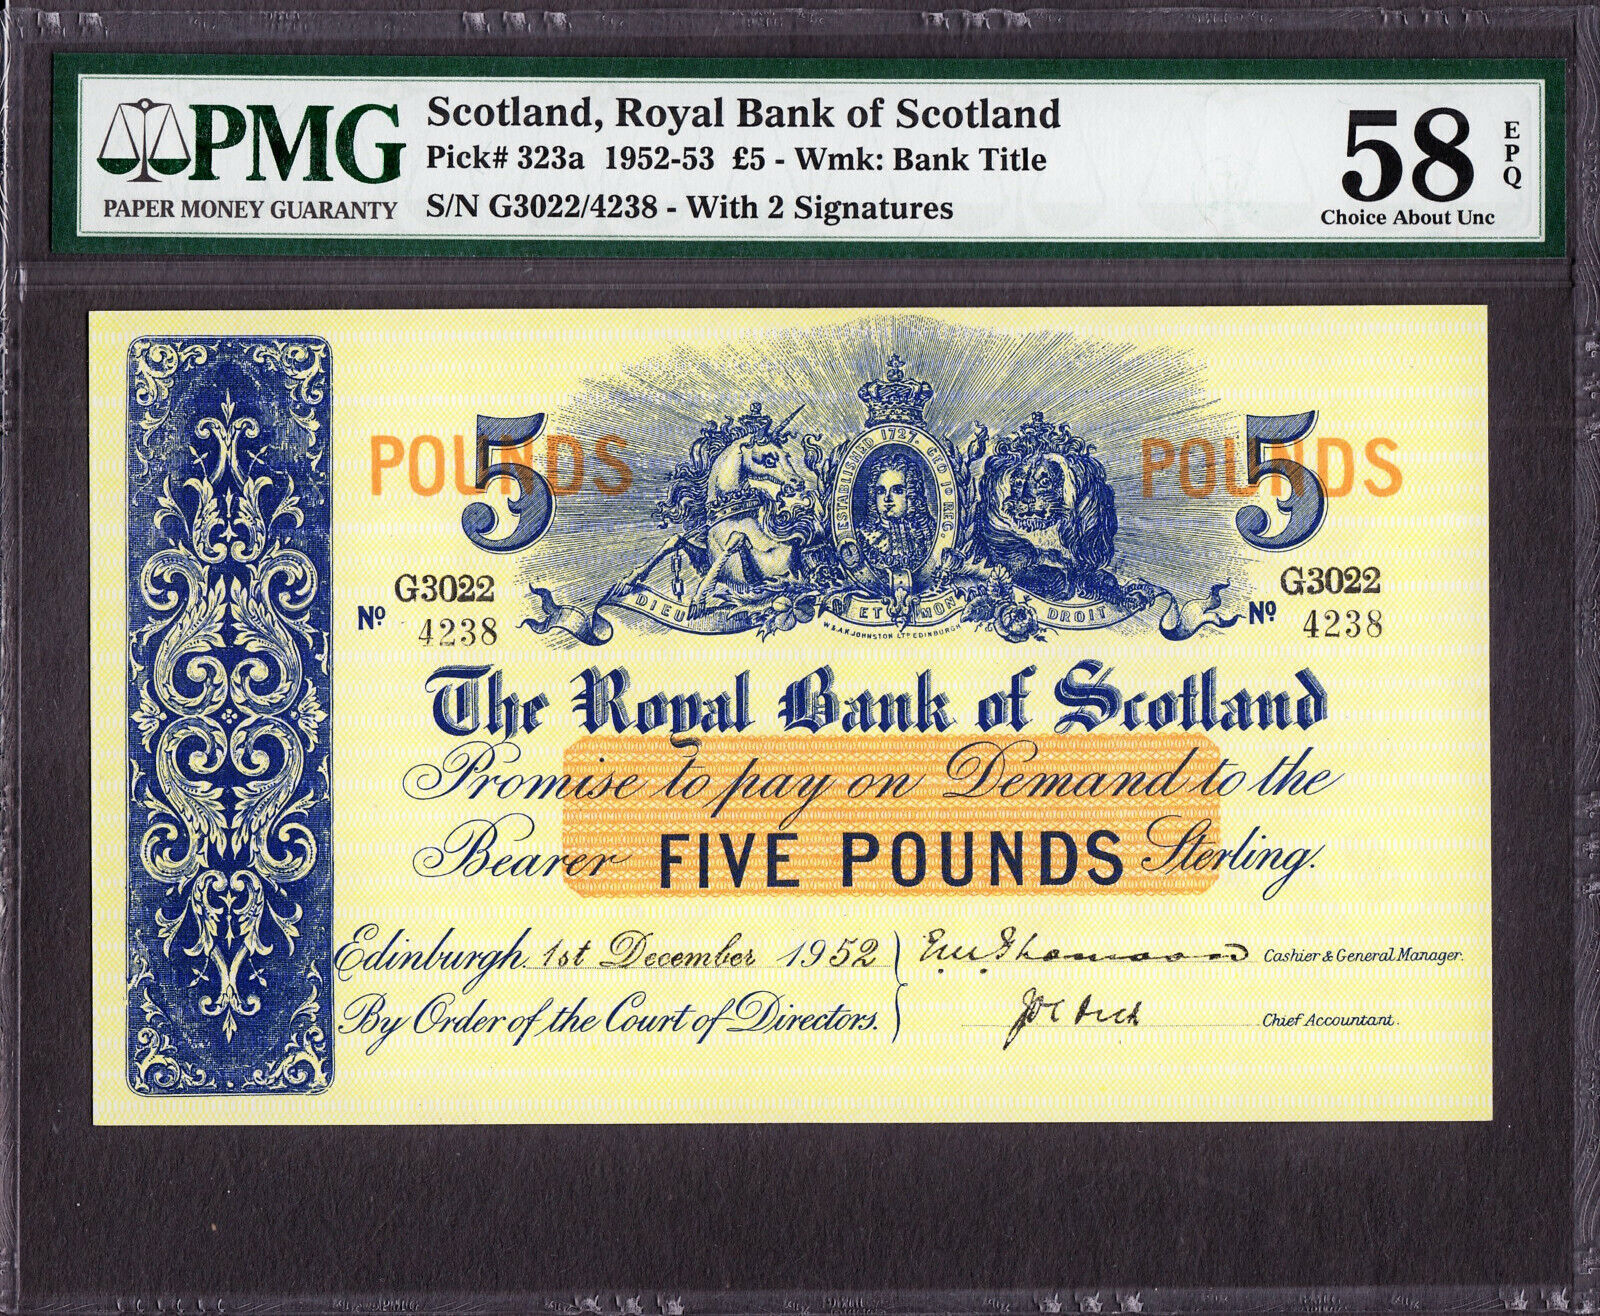 PMG
PAPER MONEY GUARANTY
Scotland, Royal Bank of Scotland
Pick# 323a 1952-53 £5 - Wmk: Bank Title
S/N G3022/4238 - With 2 Signatures
58
EPQ
Choice About Unc
POUNDS 5
5 POUNDS
ESTABLISHED 1727. GEO IO REG.
No G3022
4238
No G3022
4238
DIEU ET MON DROIT
W & A.K. JOHNSTON LTD EDINBURGH
The Royal Bank of Scotland
Promise to pay on Demand to the
Bearer FIVE POUNDS Sterling.
Edinburgh 1st December 1952 Cashier & General Manager.
By Order of the Court of Directors. Chief Accountant.